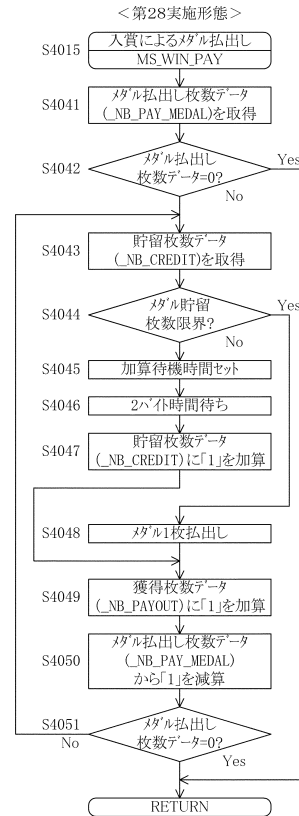 ＜第28実施形態＞
S4015
入賞によるメダル払出し
MS_WIN_PAY
S4041
メダル払出し枚数データ
(_NB_PAY_MEDAL)を取得
S4042
メダル払出し
枚数データ=0?
Yes
No
S4043
貯留枚数データ
(_NB_CREDIT)を取得
S4044
メダル貯留
枚数限界?
Yes
No
S4045
加算待機時間セット
S4046
2バイト時間待ち
S4047
貯留枚数データ
(_NB_CREDIT)に「1」を加算
S4048
メダル1枚払出し
S4049
獲得枚数データ
(_NB_PAYOUT)に「1」を加算
S4050
メダル払出し枚数データ
(_NB_PAY_MEDAL)
から「1」を減算
S4051
メダル払出し
枚数データ=0?
No
Yes
RETURN